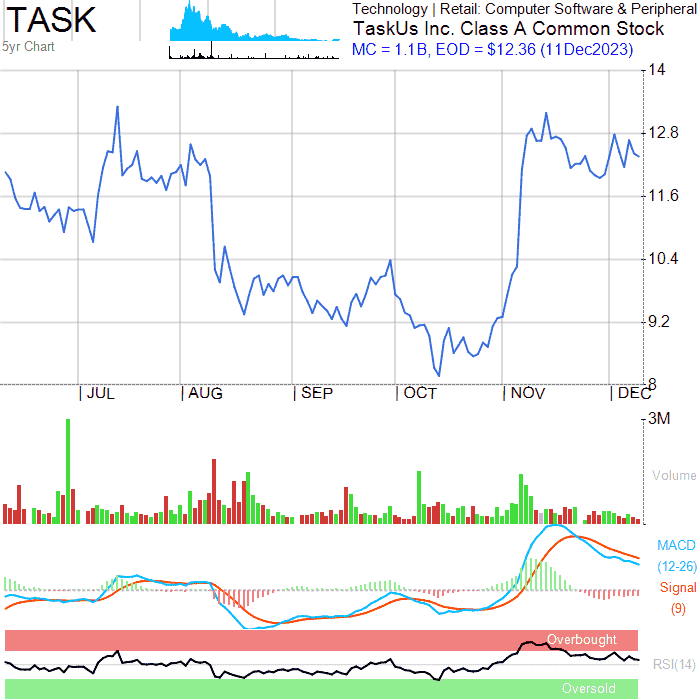 TASK
5yr Chart
Technology | Retail: Computer Software & Peripheral
TaskUs Inc. Class A Common Stock
MC = 1.1B, EOD = $12.36 (11Dec2023)
14
12.8
11.6
10.4
9.2
8
JUL AUG SEP OCT NOV DEC
3M
Volume
MACD
(12-26)
Signal
(9)
Overbought
RSI(14)
Oversold